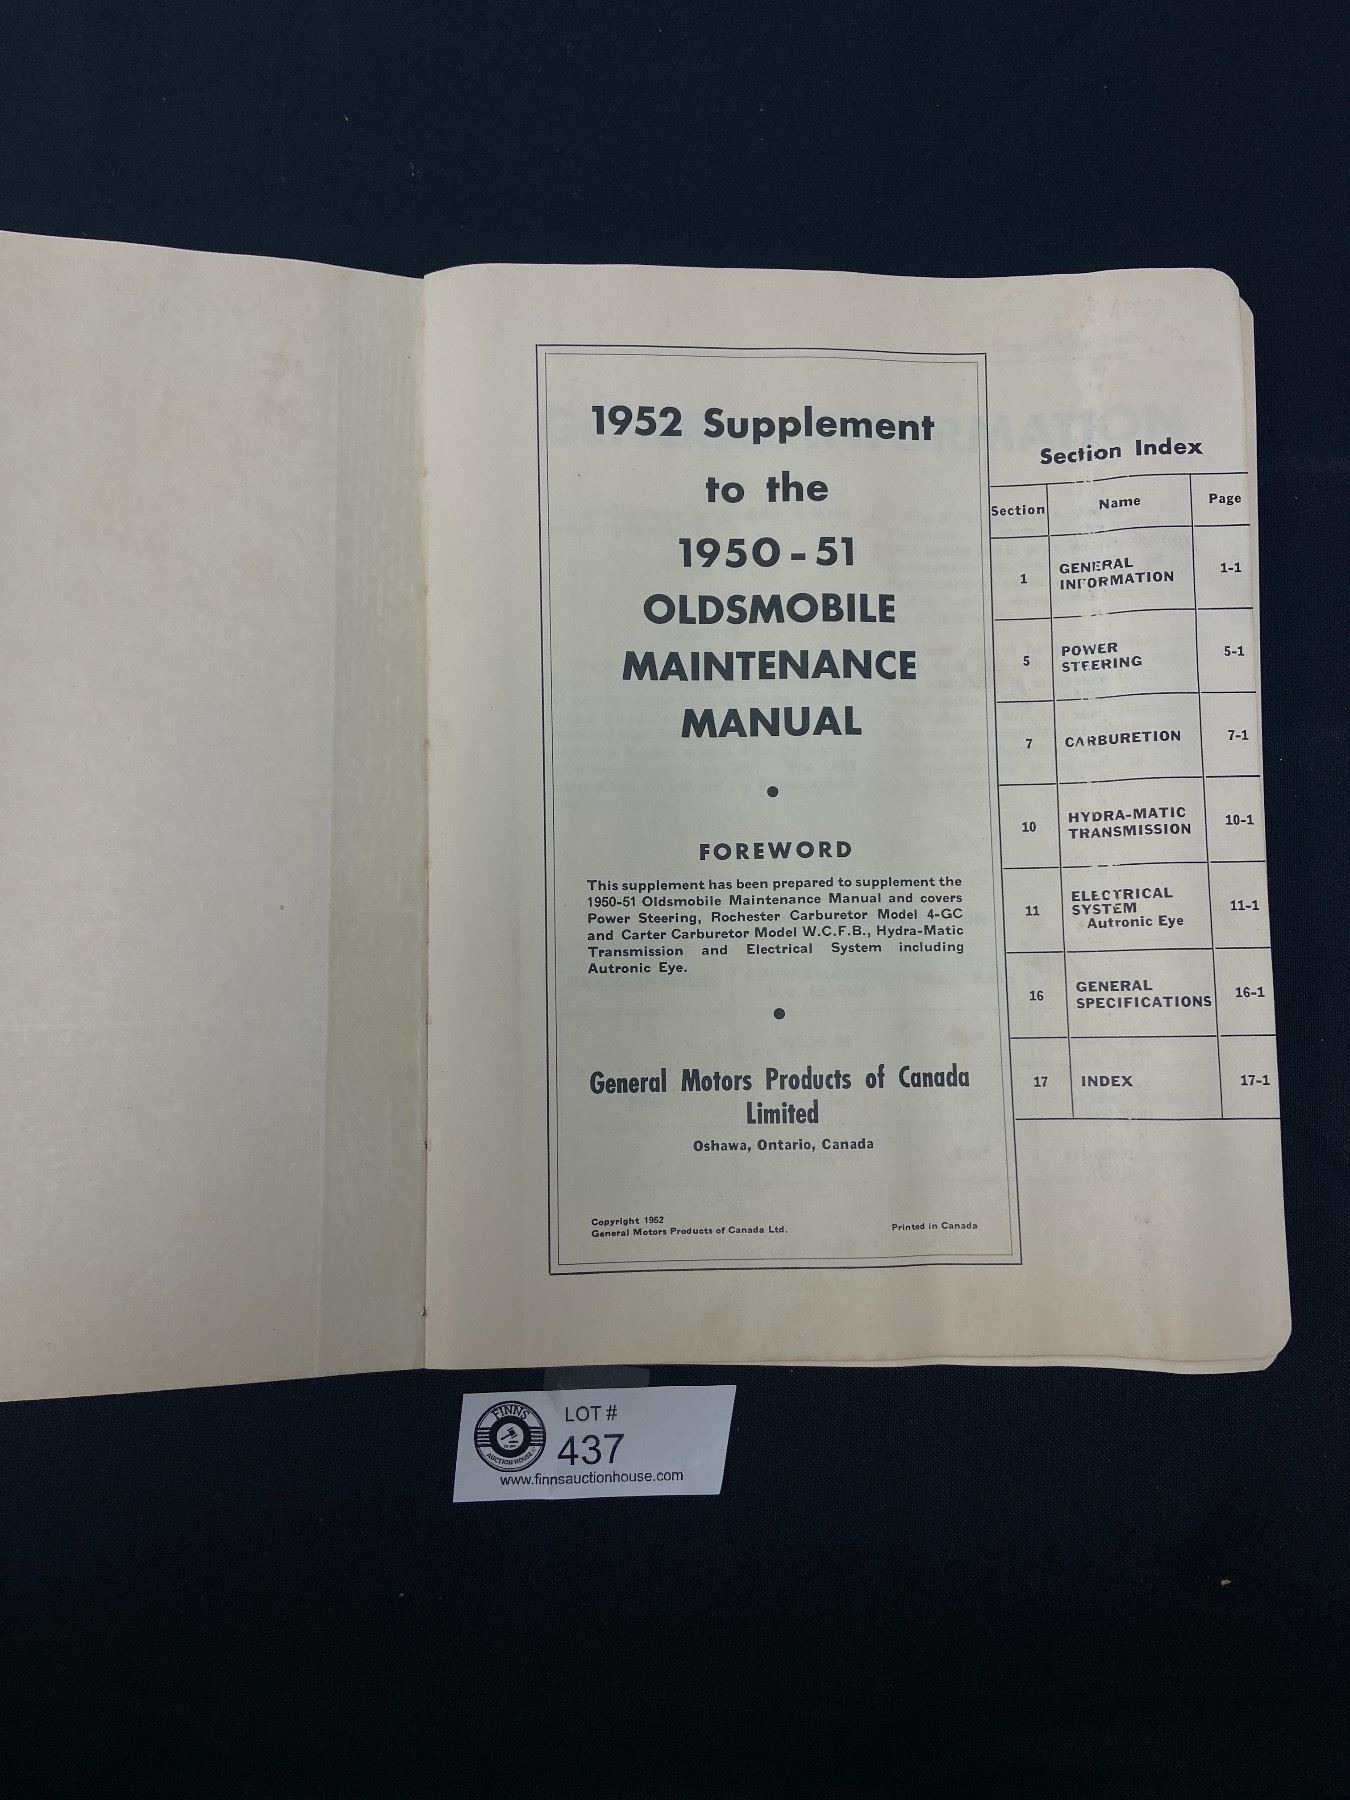 1952 Supplement
to the
1950-51
OLDSMOBILE
MAINTENANCE
MANUAL
FOREWORD
This supplement has been prepared to supplement the
1950-51 Oldsmobile Maintenance Manual and covers
Power Steering, Rochester Carburetor Model 4-GC
and Carter Carburetor Model W.C.F.B., Hydra-Matic
Transmission and Electrical System including
Autronic Eye.
General Motors Products of Canada
Limited
Oshawa, Ontario, Canada
Copyright 1952
General Motors Products of Canada Ltd.
Printed in Canada
Section Index
Section Name Page
1 GENERAL INFORMATION 1-1
5 POWER STEERING 5-1
7 CARBURETION 7-1
10 HYDRA-MATIC TRANSMISSION 10-1
11 ELECTRICAL SYSTEM Autronic Eye 11-1
16 GENERAL SPECIFICATIONS 16-1
17 INDEX 17-1
FINNS
AUCTION HOUSE
LOT #
437
www.finnsauctionhouse.com